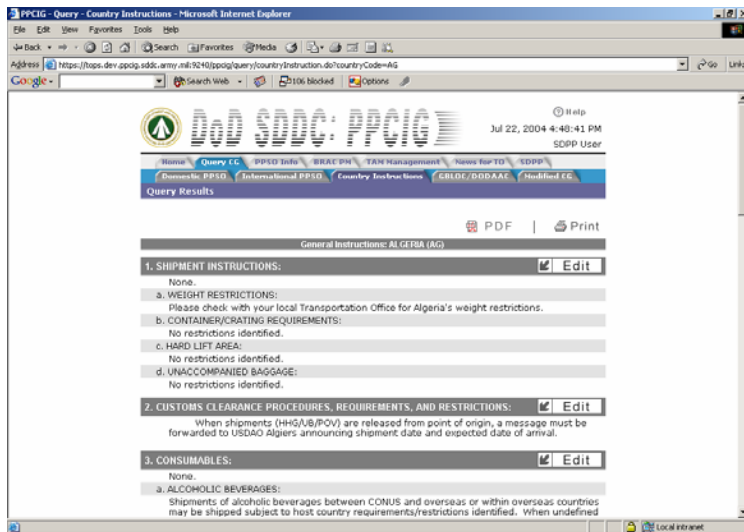 PPCIG - Query - Country Instructions - Microsoft Internet Explorer
File Edit View Favorites Tools Help
Back Search Favorites Media
Address https://tops.dev.ppcig.sddc.army.mil:9240/ppcig/query/countryInstruction.do?countryCode=AG Go Links
Google Search Web 106 blocked Options
DoD SDDC: PPCIG
Help
Jul 22, 2004 4:48:41 PM
SDPP User
Home Query CG PPSO Info BRAC PM TAM Management News for TO SDPP
Domestic PPSO International PPSO Country Instructions GBLOC/DODAAC Modified CG
Query Results
PDF | Print
General Instructions: ALGERIA (AG)
1. SHIPMENT INSTRUCTIONS: Edit
None.
a. WEIGHT RESTRICTIONS:
Please check with your local Transportation Office for Algeria's weight restrictions.
b. CONTAINER/CRATING REQUIREMENTS:
No restrictions identified.
c. HARD LIFT AREA:
No restrictions identified.
d. UNACCOMPANIED BAGGAGE:
No restrictions identified.
2. CUSTOMS CLEARANCE PROCEDURES, REQUIREMENTS, AND RESTRICTIONS: Edit
When shipments (HHG/UB/POV) are released from point of origin, a message must be
forwarded to USDAO Algiers announcing shipment date and expected date of arrival.
3. CONSUMABLES: Edit
None.
a. ALCOHOLIC BEVERAGES:
Shipments of alcoholic beverages between CONUS and overseas or within overseas countries
may be shipped subject to host country requirements/restrictions identified. When undefined
Local intranet